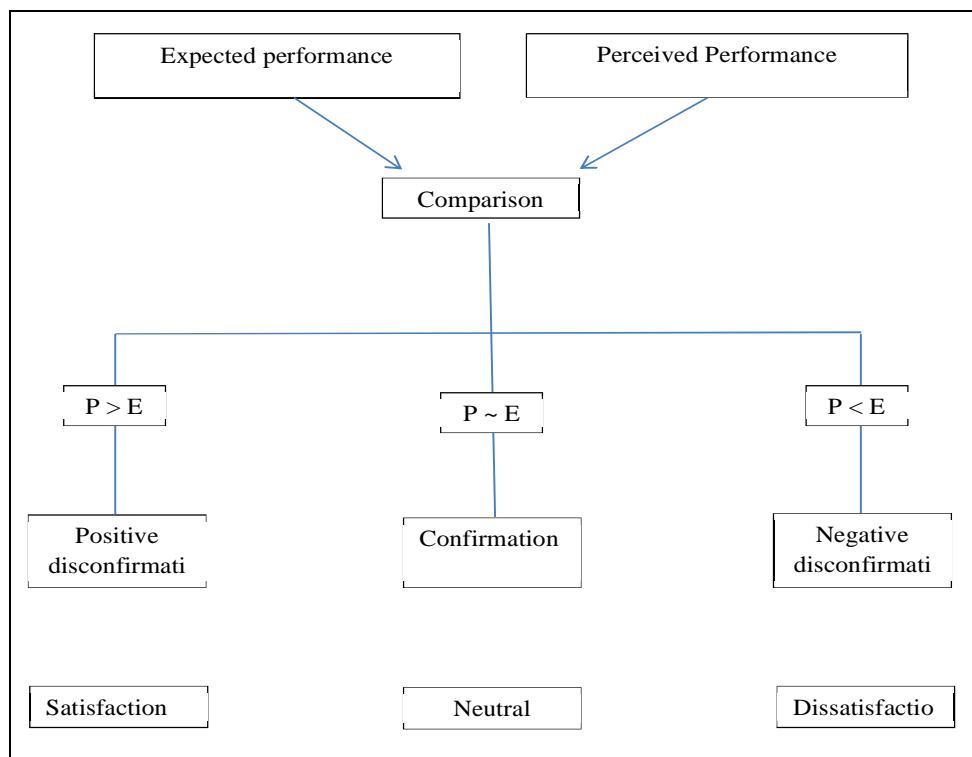 Expected performance
Perceived Performance
Comparison
P > E
P ~ E
P < E
Positive
disconfirmati
Confirmation
Negative
disconfirmati
Satisfaction
Neutral
Dissatisfactio